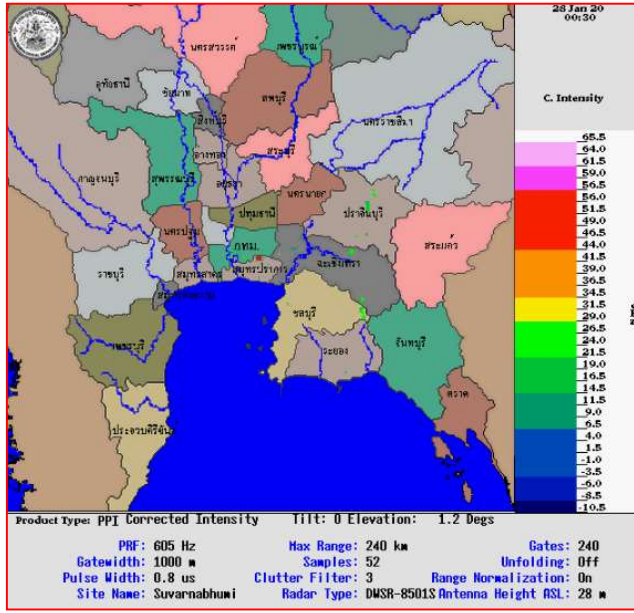 28 Jan 20
00:30
C. Intensity
65.5
64.0
61.5
59.0
56.5
56.0
51.5
49.0
46.5
44.0
41.5
39.0
36.5
34.5
31.5
29.0
26.5
24.0
21.5
19.0
16.5
14.5
11.5
9.0
6.5
4.0
1.5
-1.0
-3.5
-6.0
-8.5
-10.5
นครสวรรค์
เพชรบูรณ์
อุทัยธานี
ชัยนาท
ลพบุรี
สิงห์บุรี
นครราชสีมา
อ่างทอง
สระบุรี
กาญจนบุรี
สุพรรณบุรี
อยุธยา
นครนายก
ปราจีนบุรี
ปทุมธานี
นครปฐม
กทม.
สระแก้ว
ราชบุรี
สมุทรสาคร
สมุทรปราการ
ฉะเชิงเทรา
ชลบุรี
เพชรบุรี
ระยอง
จันทบุรี
ตราด
ประจวบคีรีขันธ์
Product Type: PPI Corrected Intensity Tilt: 0 Elevation: 1.2 Degs
PRF: 605 Hz Max Range: 240 km Gates: 240
Gatewidth: 1000 m Samples: 52 Unfolding: Off
Pulse Width: 0.8 us Clutter Filter: 3 Range Normalization: On
Site Name: Suvarnabhumi Radar Type: DWSR-8501S Antenna Height ASL: 28 m